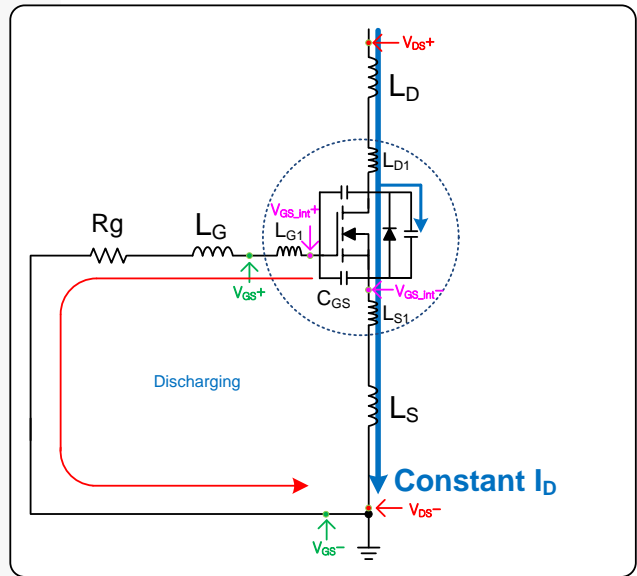 VDS+
LD
LD1
VGS_int+
Rg
LG
LG1
VGS+
CGS
VGS_int−
LS1
Discharging
LS
Constant ID
VDS−
VGS−